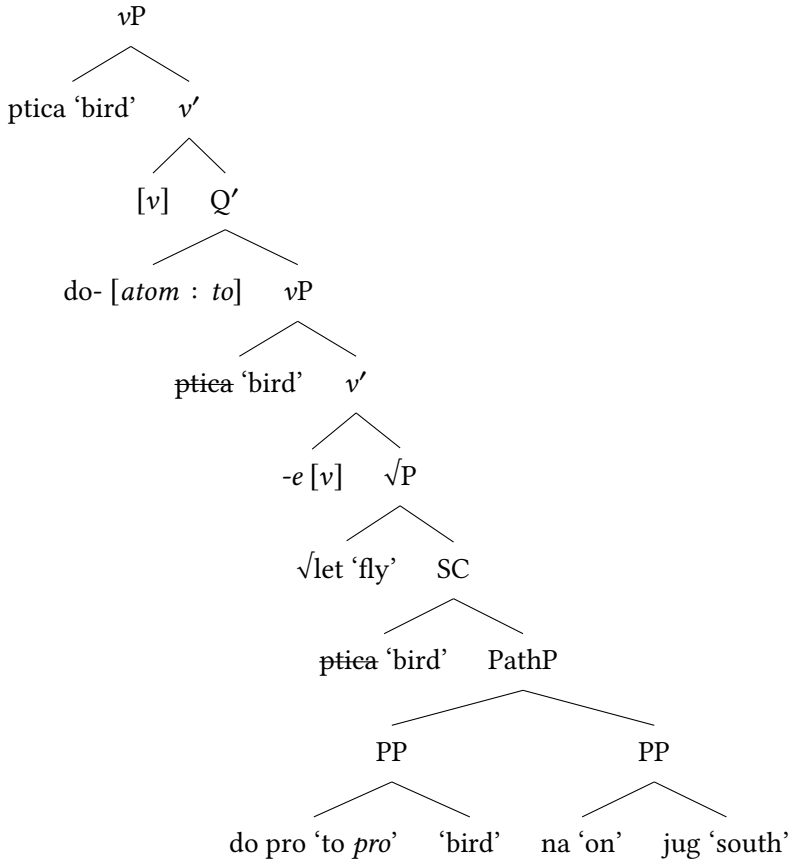 vP
ptica ‘bird’ v′
[v] Q′
do- [atom : to] vP
ptica ‘bird’ v′
-e [v] √P
√let ‘fly’ SC
ptica ‘bird’ PathP
PP PP
do pro ‘to pro’ ‘bird’ na ‘on’ jug ‘south’